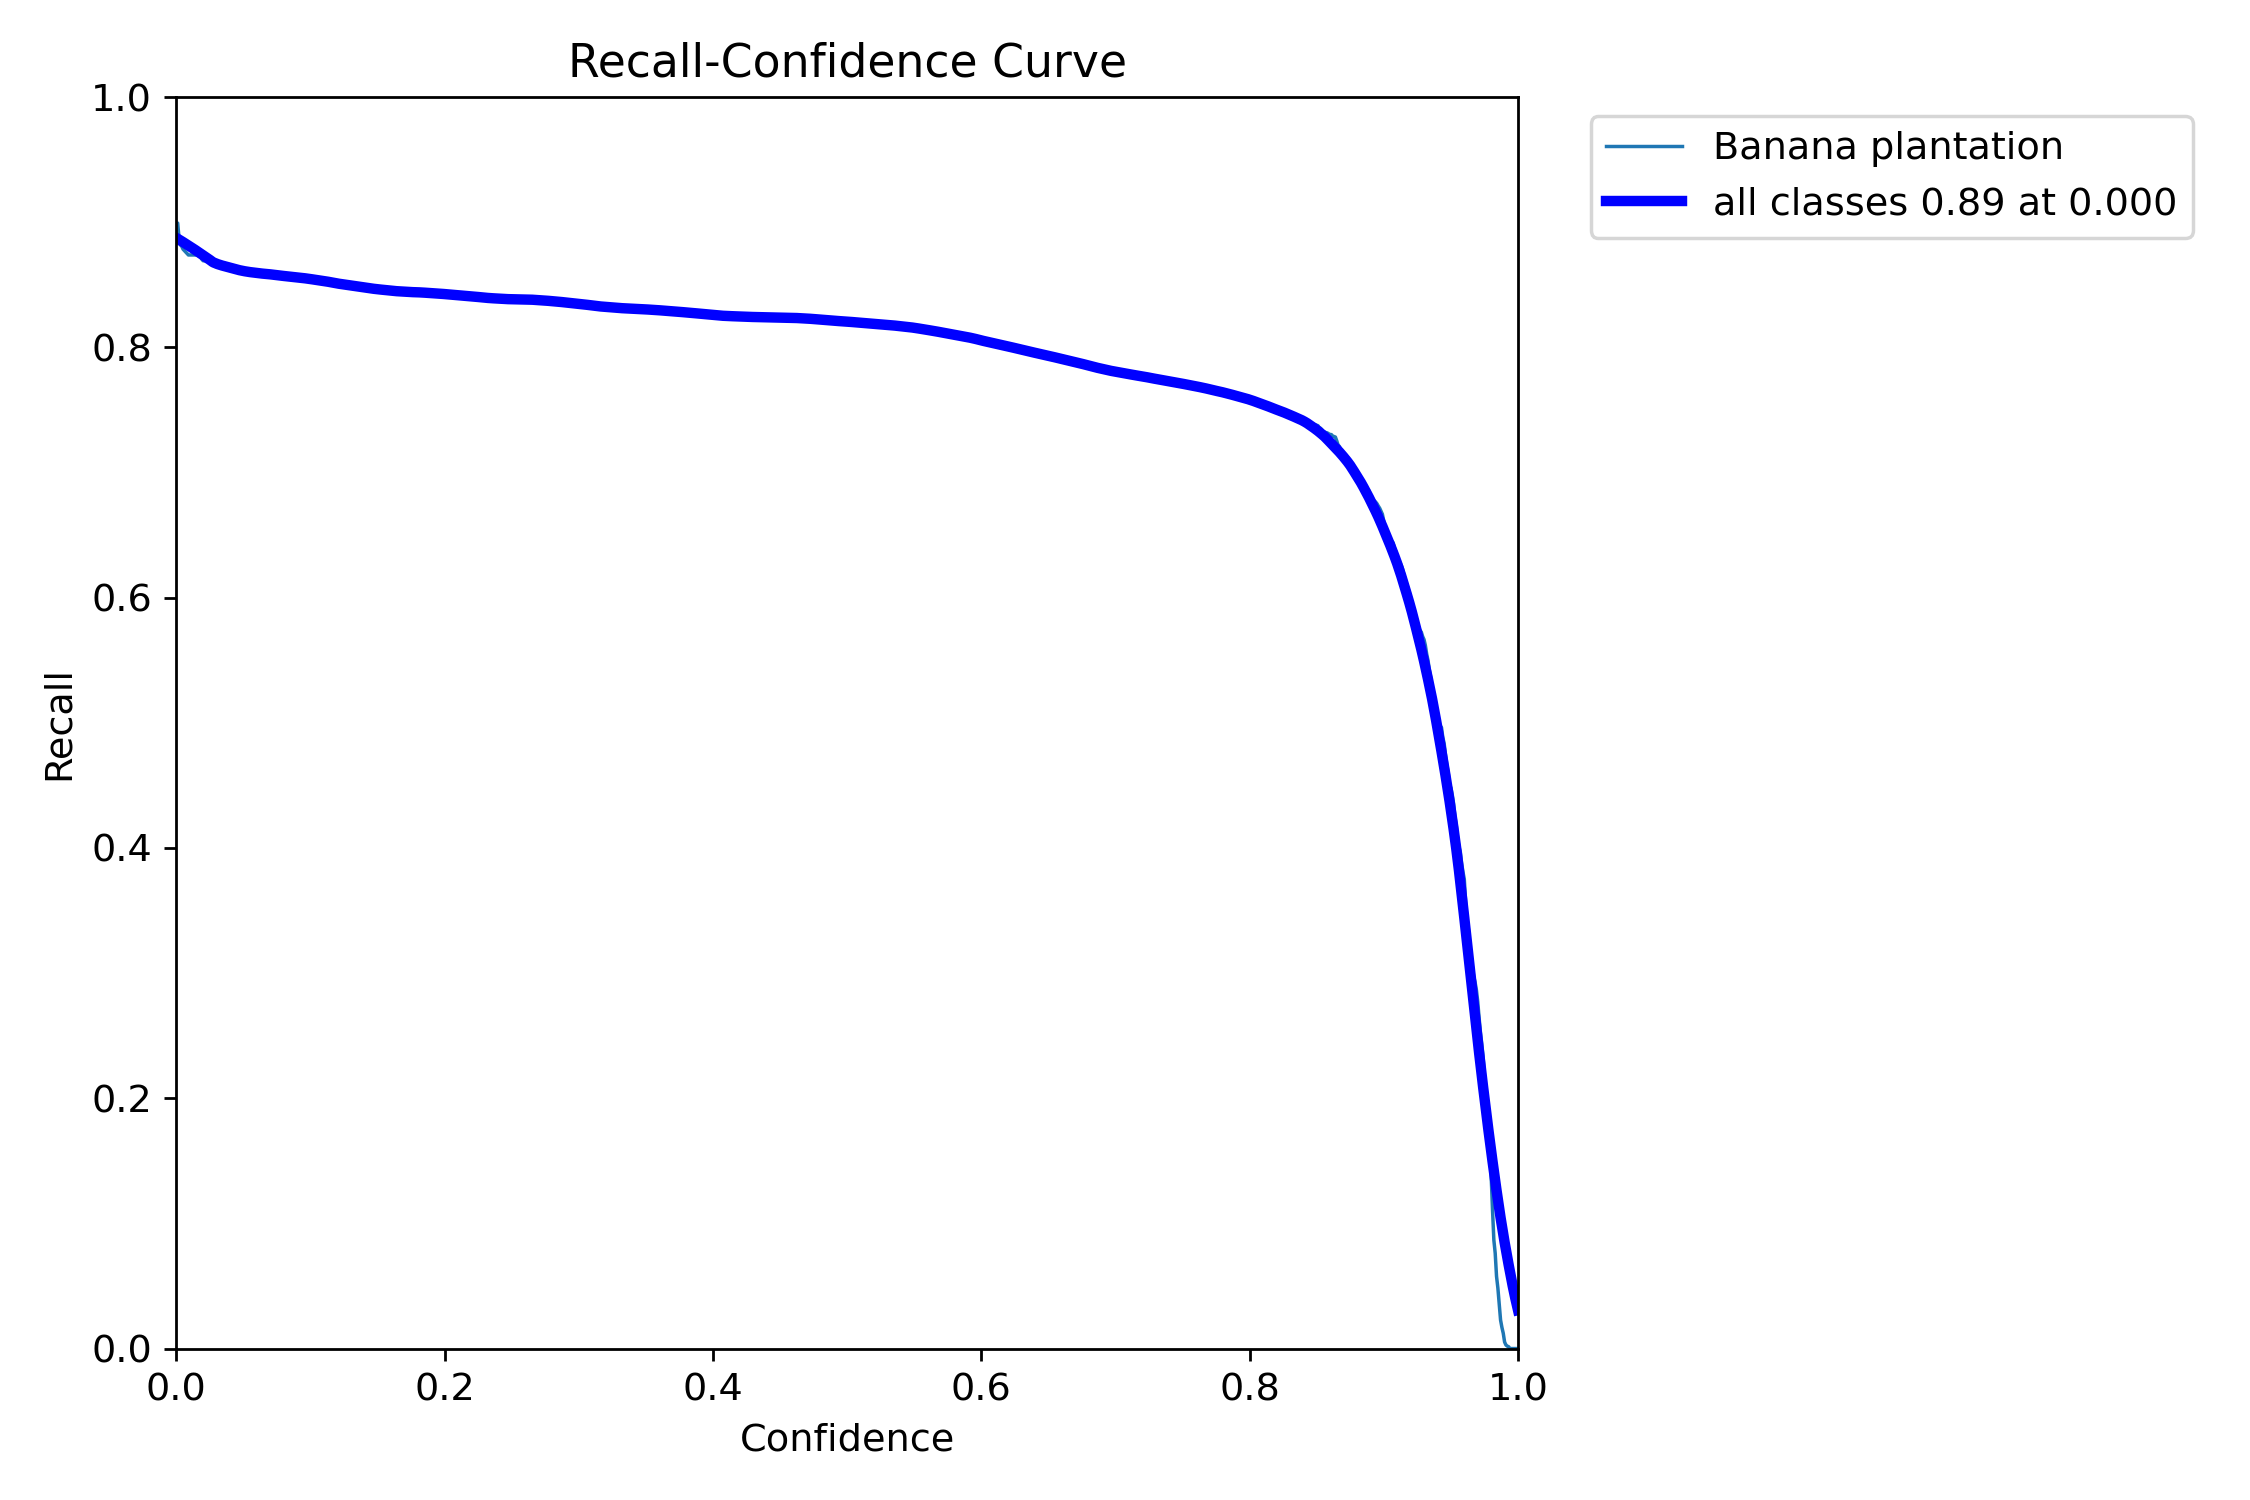 Recall-Confidence Curve
Banana plantation
all classes 0.89 at 0.000
1.0
0.8
0.6
0.4
0.2
0.0
Recall
0.0 0.2 0.4 0.6 0.8 1.0
Confidence